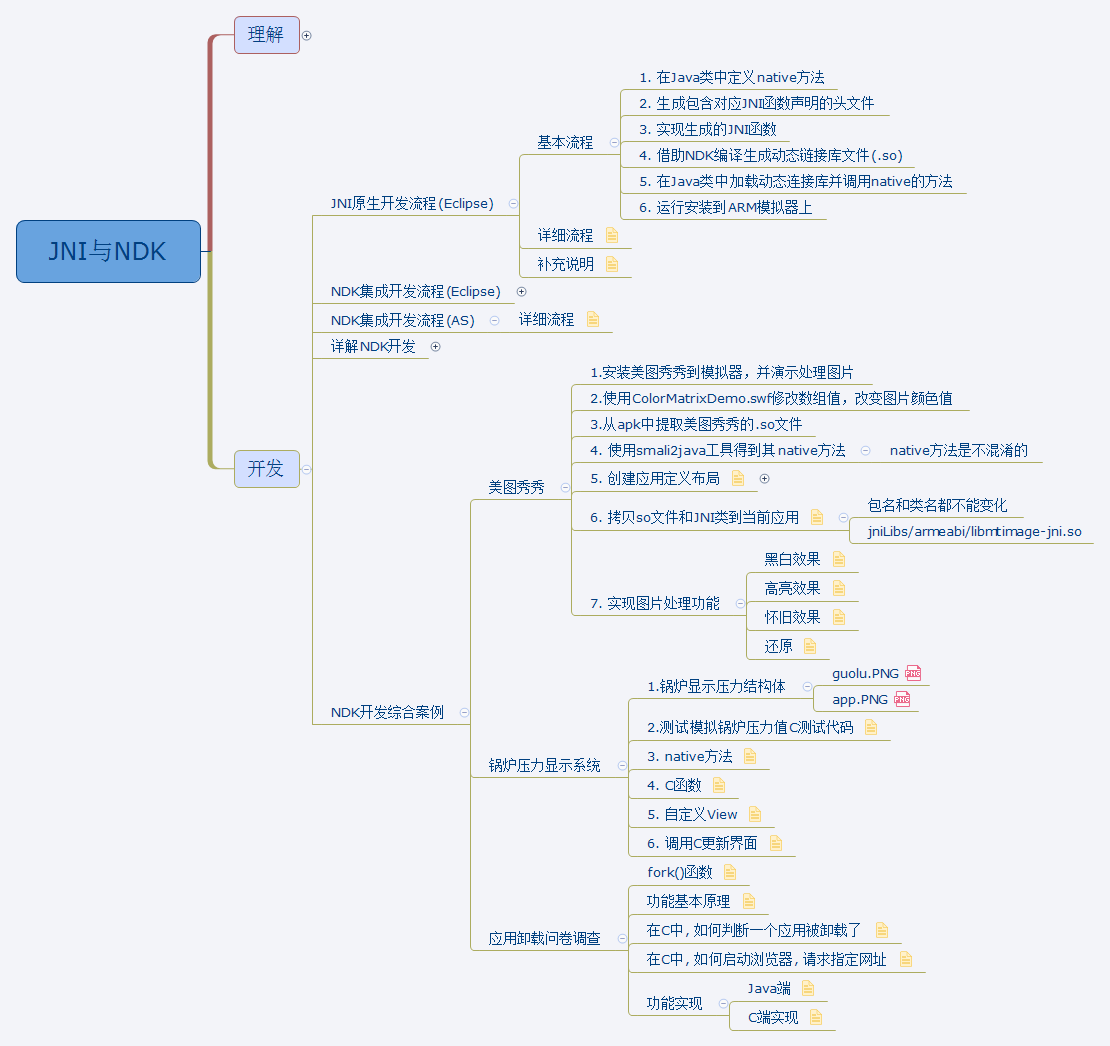 JNI与NDK
理解
开发
JNI原生开发流程(Eclipse)
基本流程
1. 在Java类中定义native方法
2. 生成包含对应JNI函数声明的头文件
3. 实现生成的JNI函数
4. 借助NDK编译生成动态链接库文件(.so)
5. 在Java类中加载动态连接库并调用native的方法
6. 运行安装到ARM模拟器上
详细流程
补充说明
NDK集成开发流程(Eclipse)
NDK集成开发流程(AS)
详细流程
详解NDK开发
NDK开发综合案例
美图秀秀
1.安装美图秀秀到模拟器，并演示处理图片
2.使用ColorMatrixDemo.swf修改数组值，改变图片颜色值
3.从apk中提取美图秀秀的.so文件
4. 使用smali2java工具得到其native方法
native方法是不混淆的
5. 创建应用定义布局
6. 拷贝so文件和JNI类到当前应用
包名和类名都不能变化
jniLibs/armeabi/libmtimage-jni.so
7. 实现图片处理功能
黑白效果
高亮效果
怀旧效果
还原
锅炉压力显示系统
1.锅炉显示压力结构体
guolu.PNG
app.PNG
2.测试模拟锅炉压力值C测试代码
3. native方法
4. C函数
5. 自定义View
6. 调用C更新界面
应用卸载问卷调查
fork()函数
功能基本原理
在C中, 如何判断一个应用被卸载了
在C中, 如何启动浏览器, 请求指定网址
功能实现
Java端
C端实现